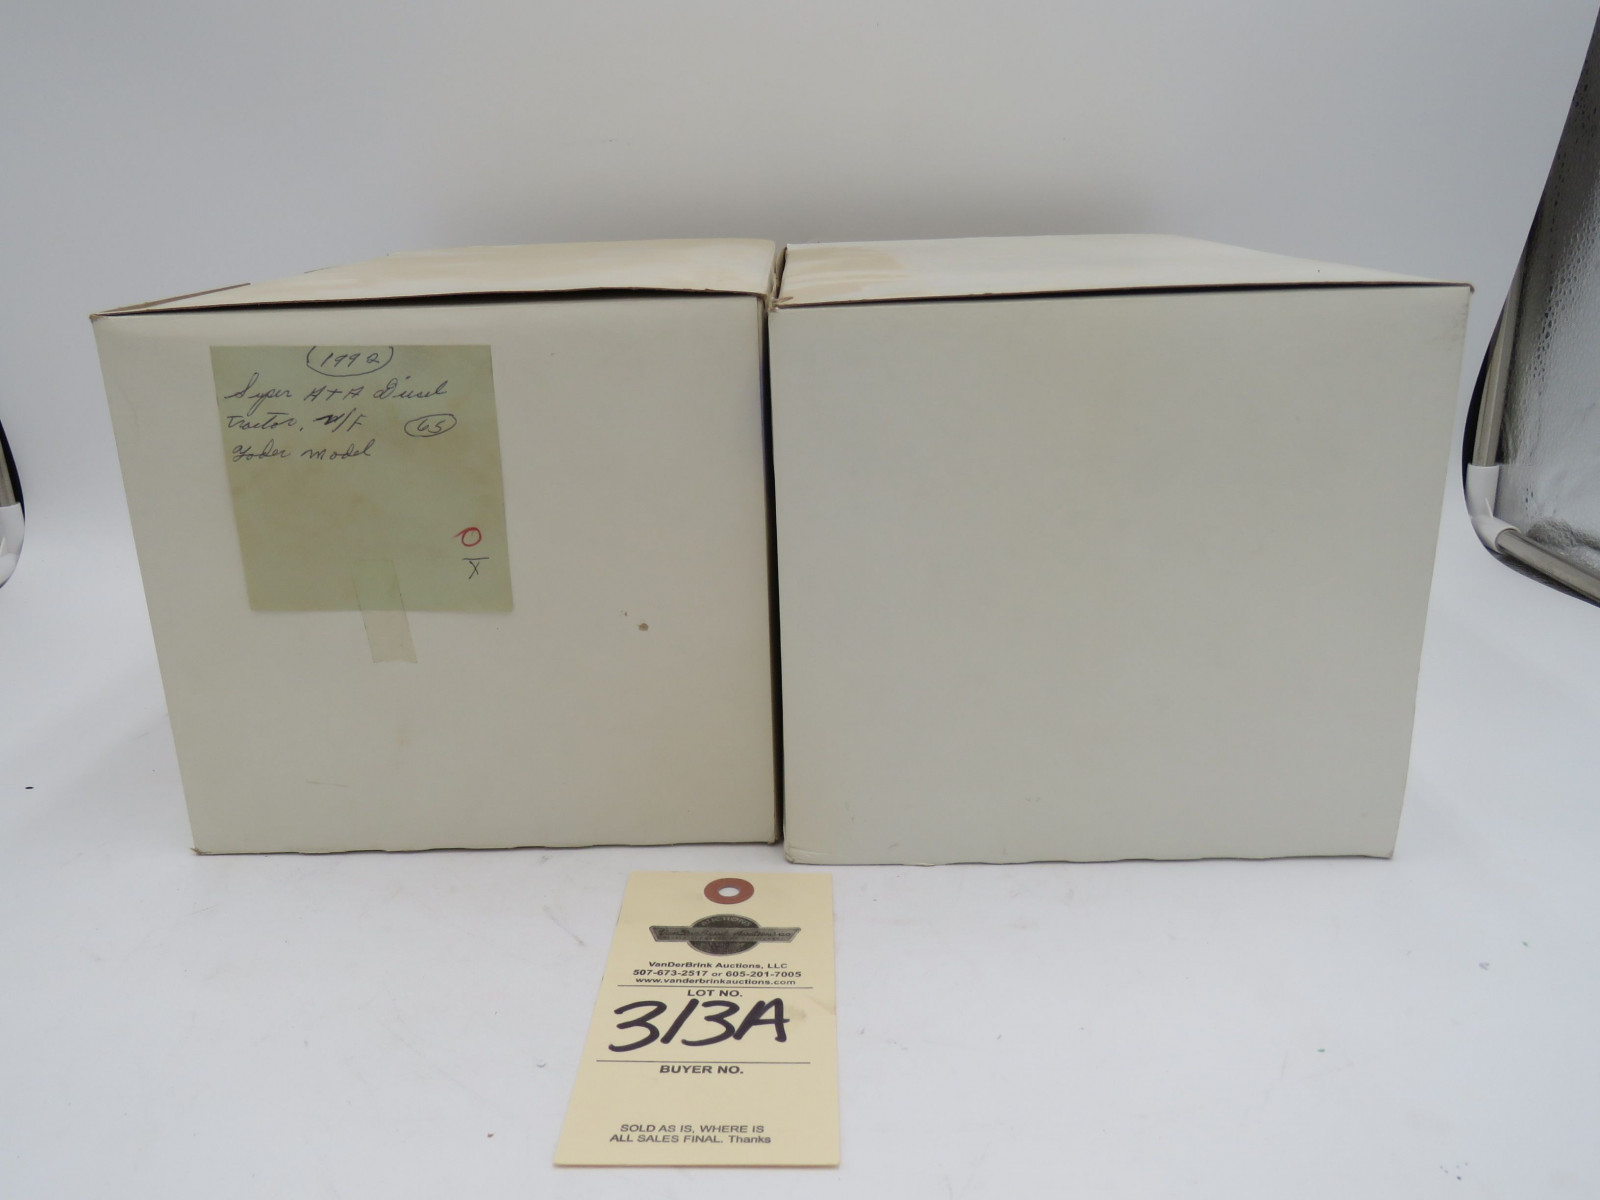 1992
Super A+A Diesel
tractor, N/F 65
Yoder model
O
X
VanDerBrink Auctions, LLC
507-673-2517 or 605-201-7005
www.vanderbrinkauctions.com
LOT NO.
313A
BUYER NO.
SOLD AS IS, WHERE IS
ALL SALES FINAL. Thanks